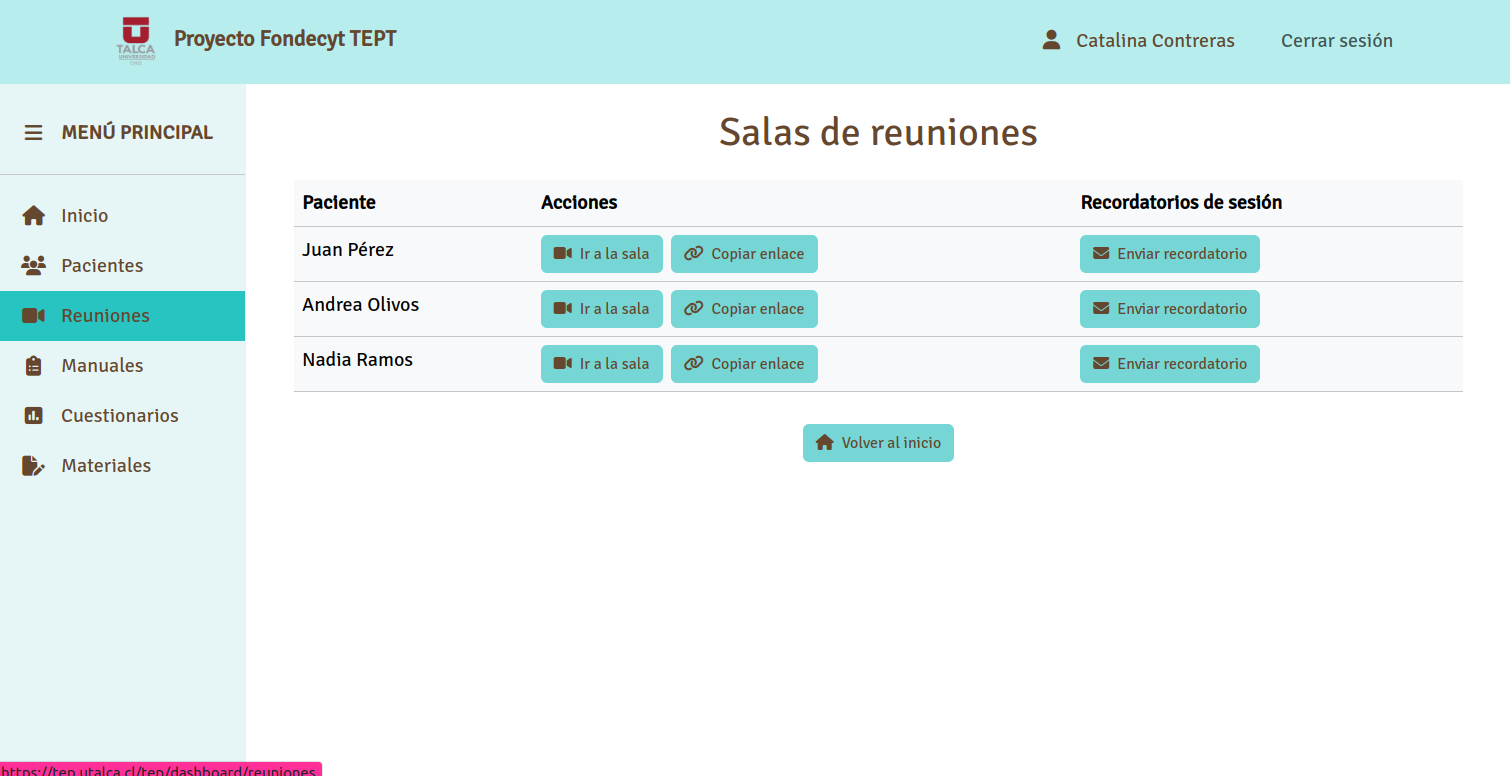 TALCA
UNIVERSIDAD
CHILE
Proyecto Fondecyt TEPT
Catalina Contreras
Cerrar sesión
MENÚ PRINCIPAL
Inicio
Pacientes
Reuniones
Manuales
Cuestionarios
Materiales
Salas de reuniones
Paciente Acciones Recordatorios de sesión
Juan Pérez Ir a la sala Copiar enlace Enviar recordatorio
Andrea Olivos Ir a la sala Copiar enlace Enviar recordatorio
Nadia Ramos Ir a la sala Copiar enlace Enviar recordatorio
Volver al inicio
https://tep.utalca.cl/tep/dashboard/reuniones